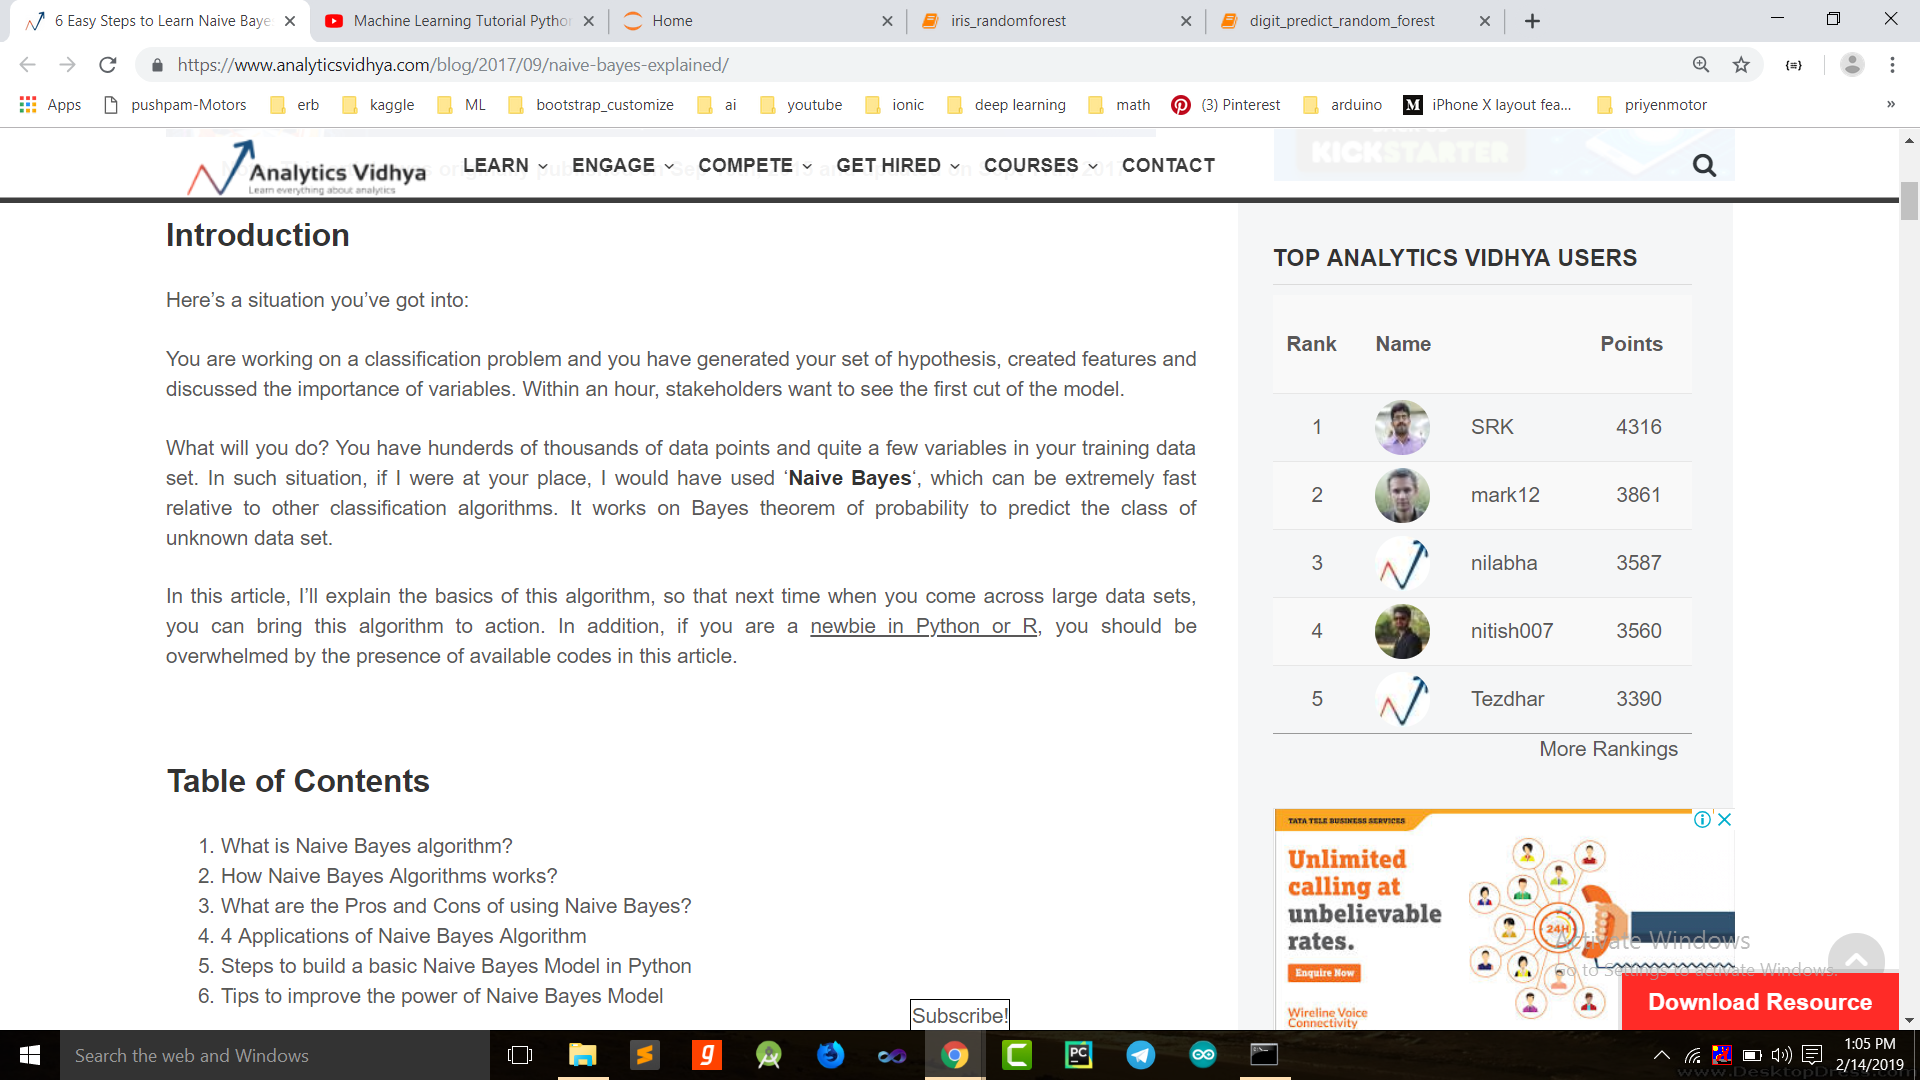 6 Easy Steps to Learn Naive Baye
Machine Learning Tutorial Pytho
Home
iris_randomforest
digit_predict_random_forest
https://www.analyticsvidhya.com/blog/2017/09/naive-bayes-explained/
Apps
pushpam-Motors
erb
kaggle
ML
bootstrap_customize
ai
youtube
ionic
deep learning
math
(3) Pinterest
arduino
M
iPhone X layout fea...
priyenmotor
»
Analytics Vidhya
Learn everything about analytics
LEARN
ENGAGE
COMPETE
GET HIRED
COURSES
CONTACT
KICKSTARTER
Introduction
Here’s a situation you’ve got into:
You are working on a classification problem and you have generated your set of hypothesis, created features and
discussed the importance of variables. Within an hour, stakeholders want to see the first cut of the model.
What will you do? You have hunderds of thousands of data points and quite a few variables in your training data
set. In such situation, if I were at your place, I would have used ‘Naive Bayes‘, which can be extremely fast
relative to other classification algorithms. It works on Bayes theorem of probability to predict the class of
unknown data set.
In this article, I’ll explain the basics of this algorithm, so that next time when you come across large data sets,
you can bring this algorithm to action. In addition, if you are a newbie in Python or R, you should be
overwhelmed by the presence of available codes in this article.
Table of Contents
1. What is Naive Bayes algorithm?
2. How Naive Bayes Algorithms works?
3. What are the Pros and Cons of using Naive Bayes?
4. 4 Applications of Naive Bayes Algorithm
5. Steps to build a basic Naive Bayes Model in Python
6. Tips to improve the power of Naive Bayes Model
Subscribe!
TOP ANALYTICS VIDHYA USERS
Rank Name Points
1 SRK 4316
2 mark12 3861
3 nilabha 3587
4 nitish007 3560
5 Tezdhar 3390
More Rankings
TATA TELE BUSINESS SERVICES
Unlimited
calling at
unbelievable
rates.
Enquire Now
Wireline Voice
Connectivity
24H
Activate Windows
Go to Settings to activate Windows.
Download Resource
Search the web and Windows
g
C
PC
1:05 PM
2/14/2019